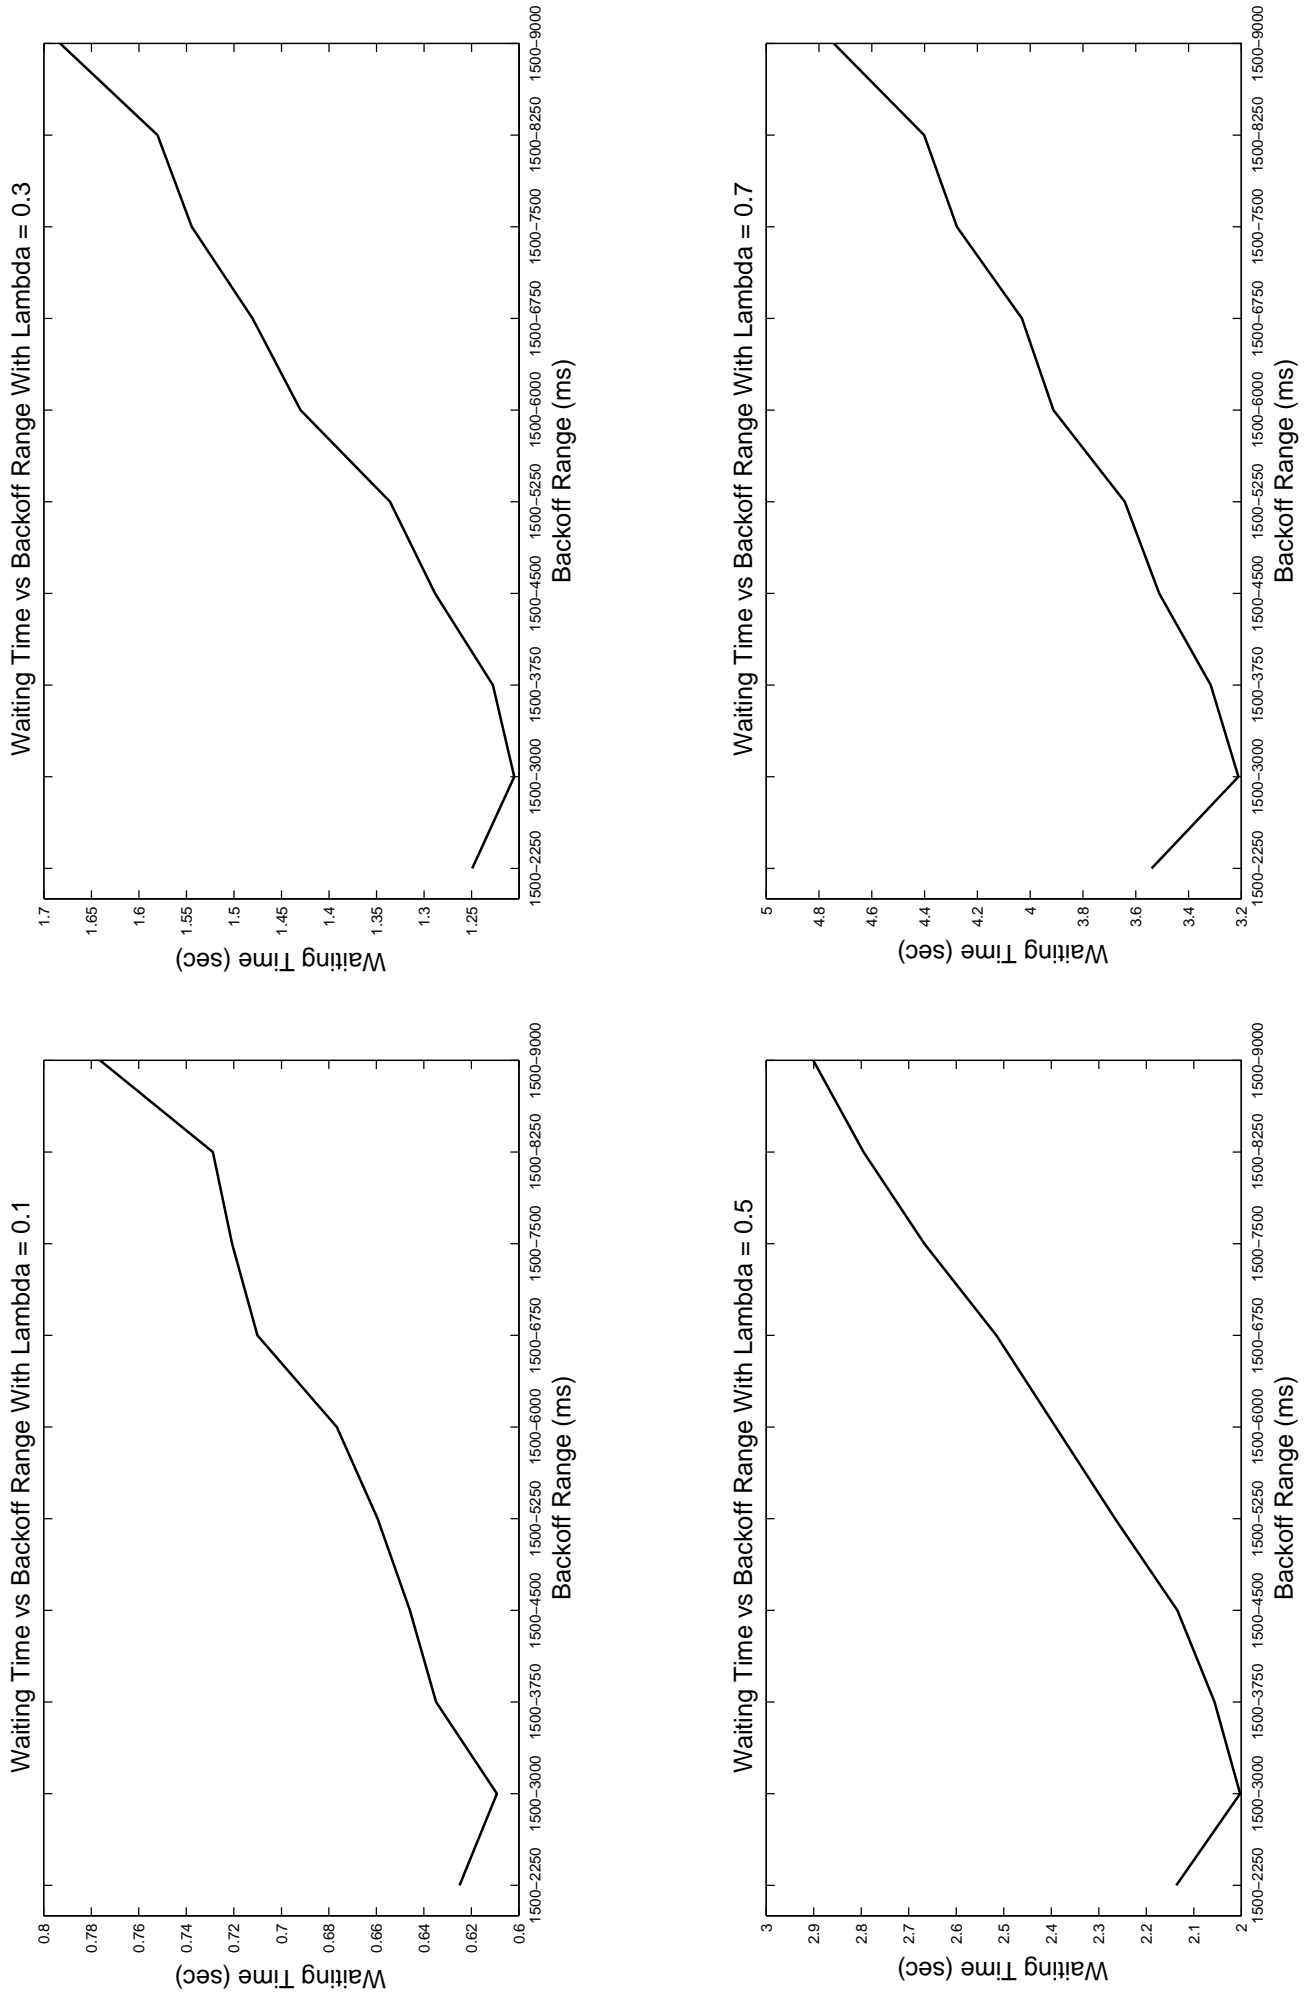 Waiting Time vs Backoff Range With Lambda = 0.1
0.8
0.78
0.76
0.74
0.72
0.7
0.68
0.66
0.64
0.62
0.6
Waiting Time (sec)
1500−2250 1500−3000 1500−3750 1500−4500 1500−5250 1500−6000 1500−6750 1500−7500 1500−8250 1500−9000
Backoff Range (ms)
Waiting Time vs Backoff Range With Lambda = 0.3
1.7
1.65
1.6
1.55
1.5
1.45
1.4
1.35
1.3
1.25
Waiting Time (sec)
1500−2250 1500−3000 1500−3750 1500−4500 1500−5250 1500−6000 1500−6750 1500−7500 1500−8250 1500−9000
Backoff Range (ms)
Waiting Time vs Backoff Range With Lambda = 0.5
3
2.9
2.8
2.7
2.6
2.5
2.4
2.3
2.2
2.1
2
Waiting Time (sec)
1500−2250 1500−3000 1500−3750 1500−4500 1500−5250 1500−6000 1500−6750 1500−7500 1500−8250 1500−9000
Backoff Range (ms)
Waiting Time vs Backoff Range With Lambda = 0.7
5
4.8
4.6
4.4
4.2
4
3.8
3.6
3.4
3.2
Waiting Time (sec)
1500−2250 1500−3000 1500−3750 1500−4500 1500−5250 1500−6000 1500−6750 1500−7500 1500−8250 1500−9000
Backoff Range (ms)